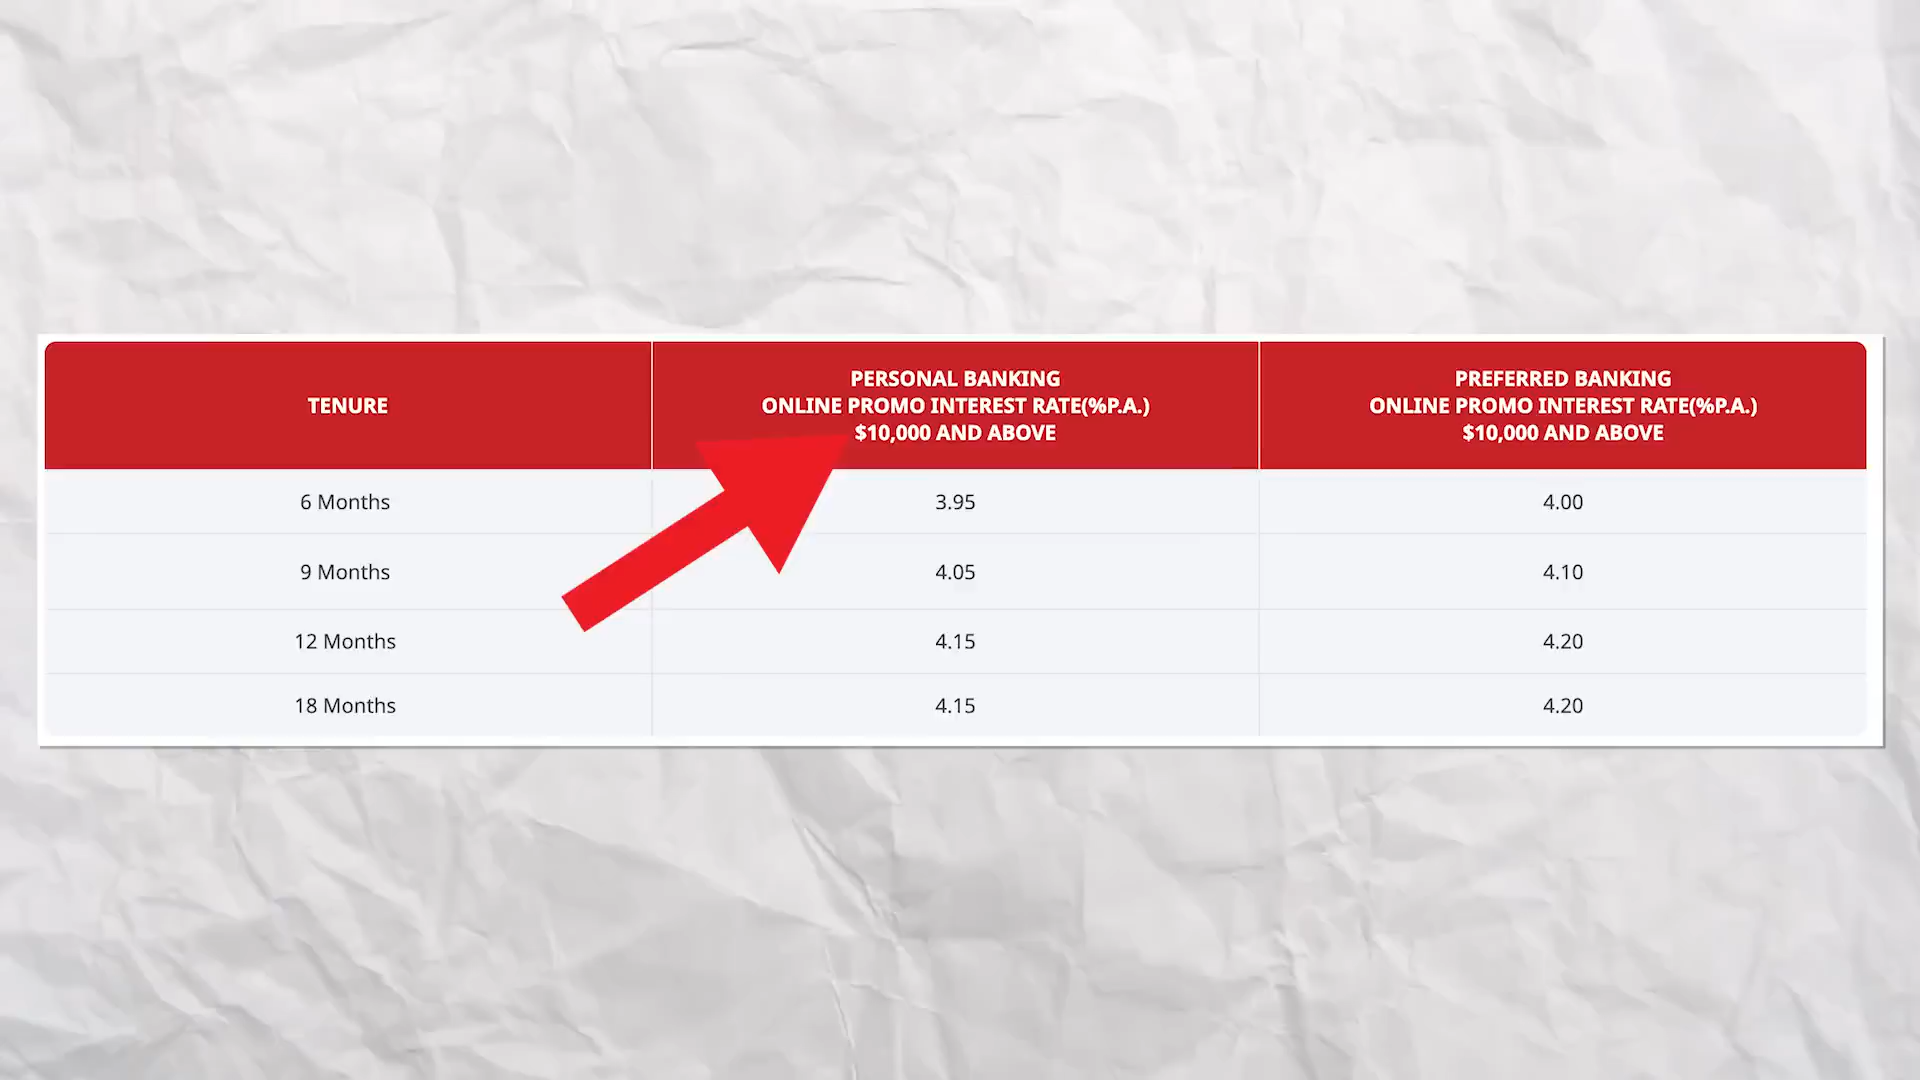 TENURE
PERSONAL BANKING
ONLINE PROMO INTEREST RATE(%P.A.)
$10,000 AND ABOVE
PREFERRED BANKING
ONLINE PROMO INTEREST RATE(%P.A.)
$10,000 AND ABOVE
6 Months 3.95 4.00
9 Months 4.05 4.10
12 Months 4.15 4.20
18 Months 4.15 4.20